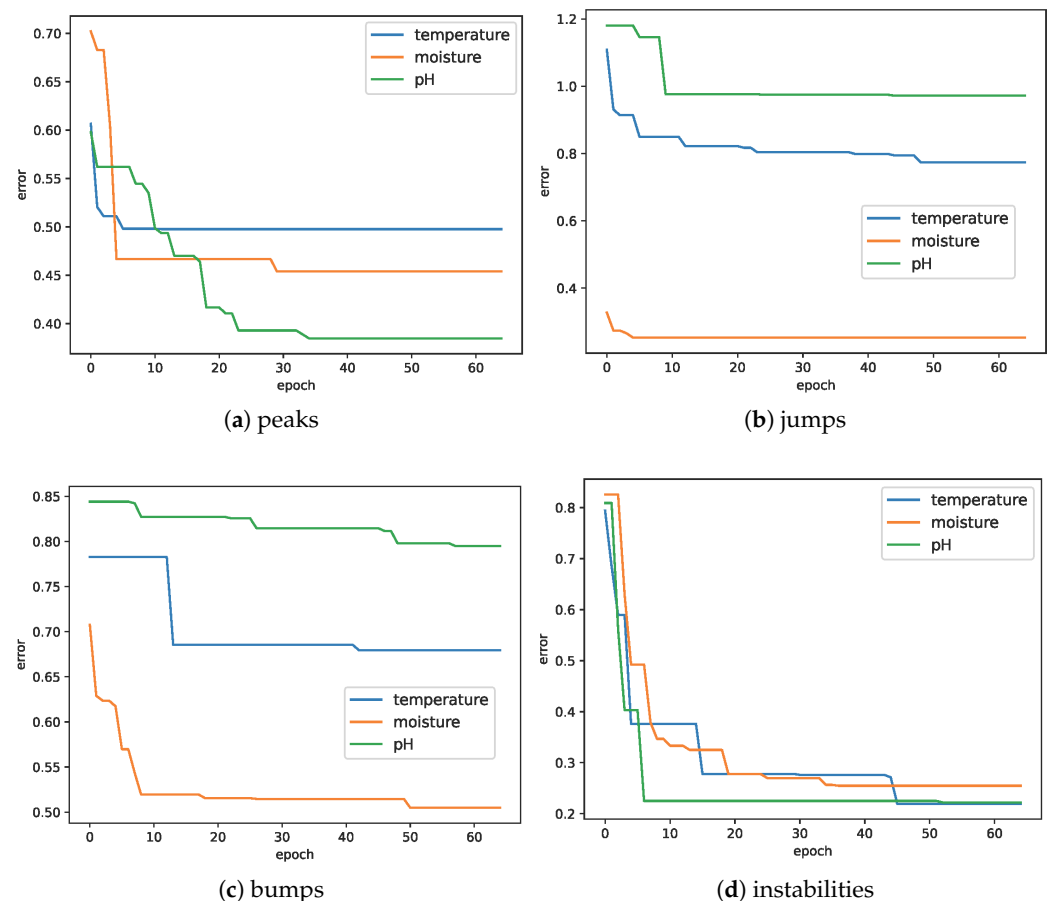 0.70
0.65
0.60
0.55
0.50
0.45
0.40
error
temperature
moisture
pH
0 10 20 30 40 50 60
epoch
(a) peaks
1.2
1.0
0.8
0.6
0.4
error
temperature
moisture
pH
0 10 20 30 40 50 60
epoch
(b) jumps
0.85
0.80
0.75
0.70
0.65
0.60
0.55
0.50
error
temperature
moisture
pH
0 10 20 30 40 50 60
epoch
(c) bumps
0.8
0.7
0.6
0.5
0.4
0.3
0.2
error
temperature
moisture
pH
0 10 20 30 40 50 60
epoch
(d) instabilities